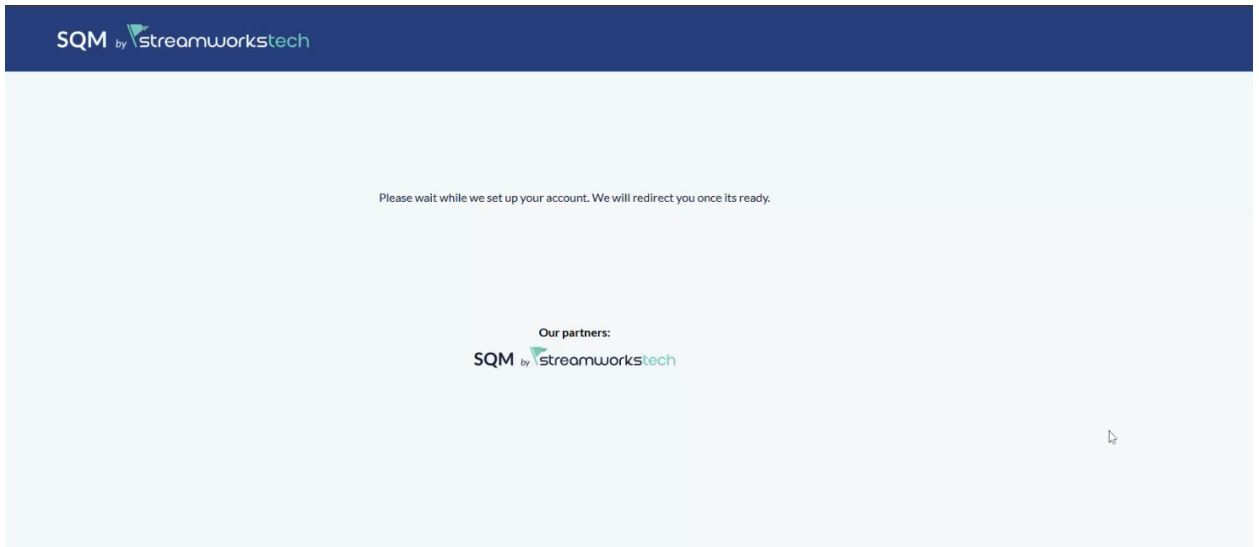 SQM by streamworkstech
Please wait while we set up your account. We will redirect you once its ready.
Our partners:
SQM by streamworkstech